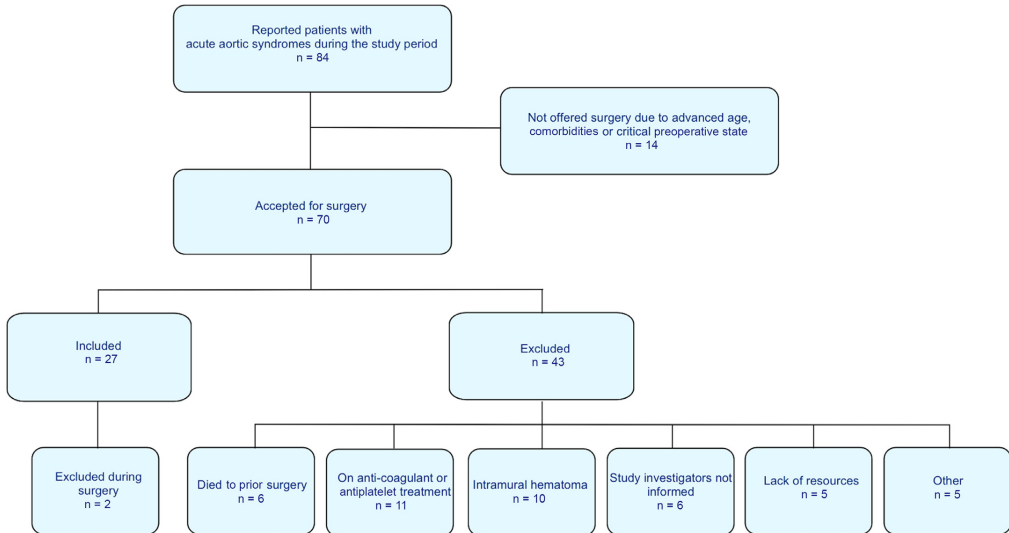 Reported patients with
acute aortic syndromes during the study period
n = 84
Not offered surgery due to advanced age,
comorbidities or critical preoperative state
n = 14
Accepted for surgery
n = 70
Included
n = 27
Excluded
n = 43
Excluded during
surgery
n = 2
Died to prior surgery
n = 6
On anti-coagulant or
antiplatelet treatment
n = 11
Intramural hematoma
n = 10
Study investigators not
informed
n = 6
Lack of resources
n = 5
Other
n = 5